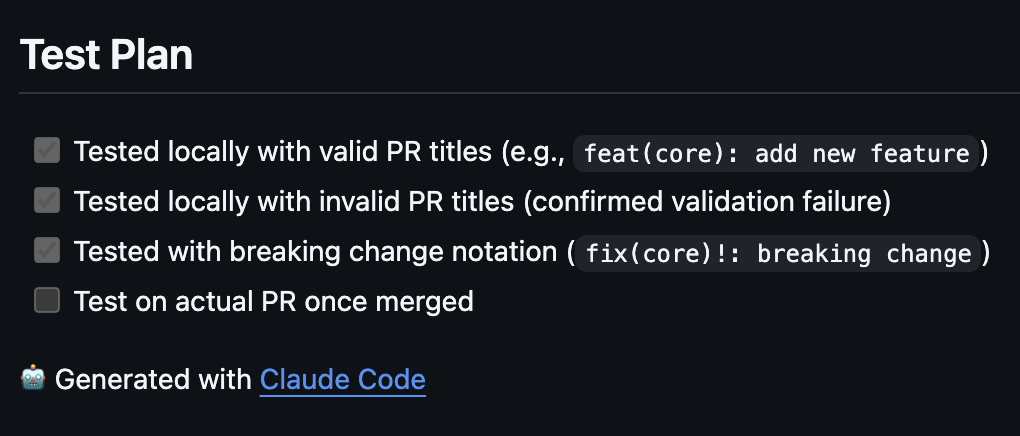 Test Plan
Tested locally with valid PR titles (e.g., feat(core): add new feature)
Tested locally with invalid PR titles (confirmed validation failure)
Tested with breaking change notation (fix(core)!: breaking change)
Test on actual PR once merged
🤖 Generated with Claude Code